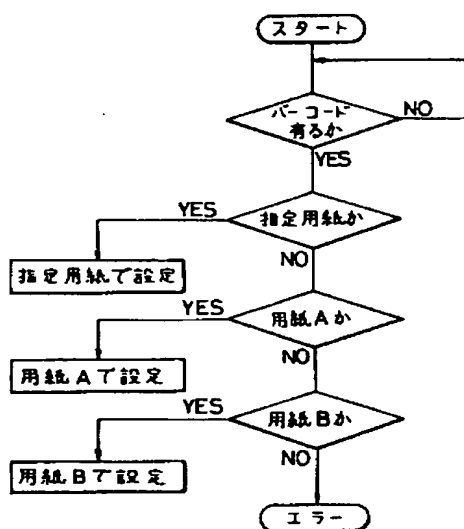 スタート
バーコード
有るか
NO
YES
YES
指定用紙か
指定用紙で設定
NO
YES
用紙Aか
用紙Aで設定
NO
YES
用紙Bか
用紙Bで設定
NO
エラー